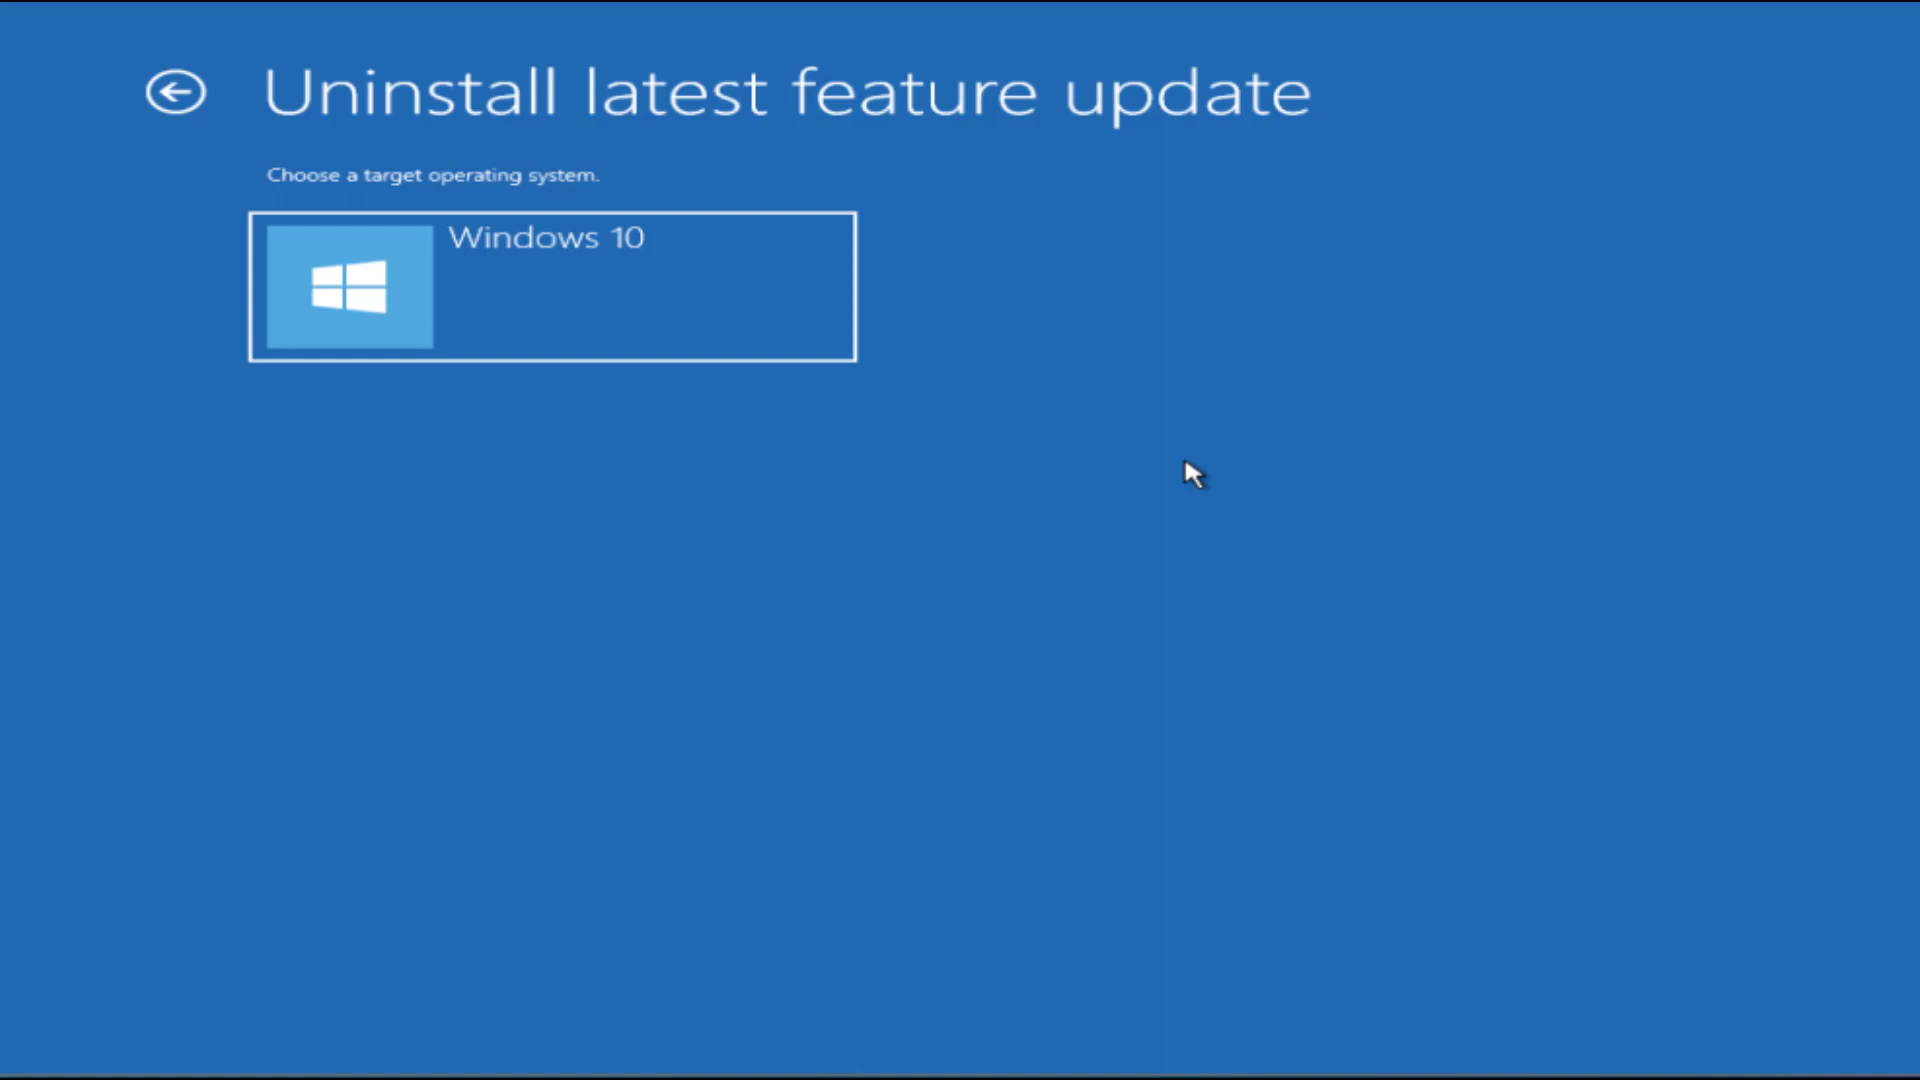 Uninstall latest feature update
Choose a target operating system.
Windows 10